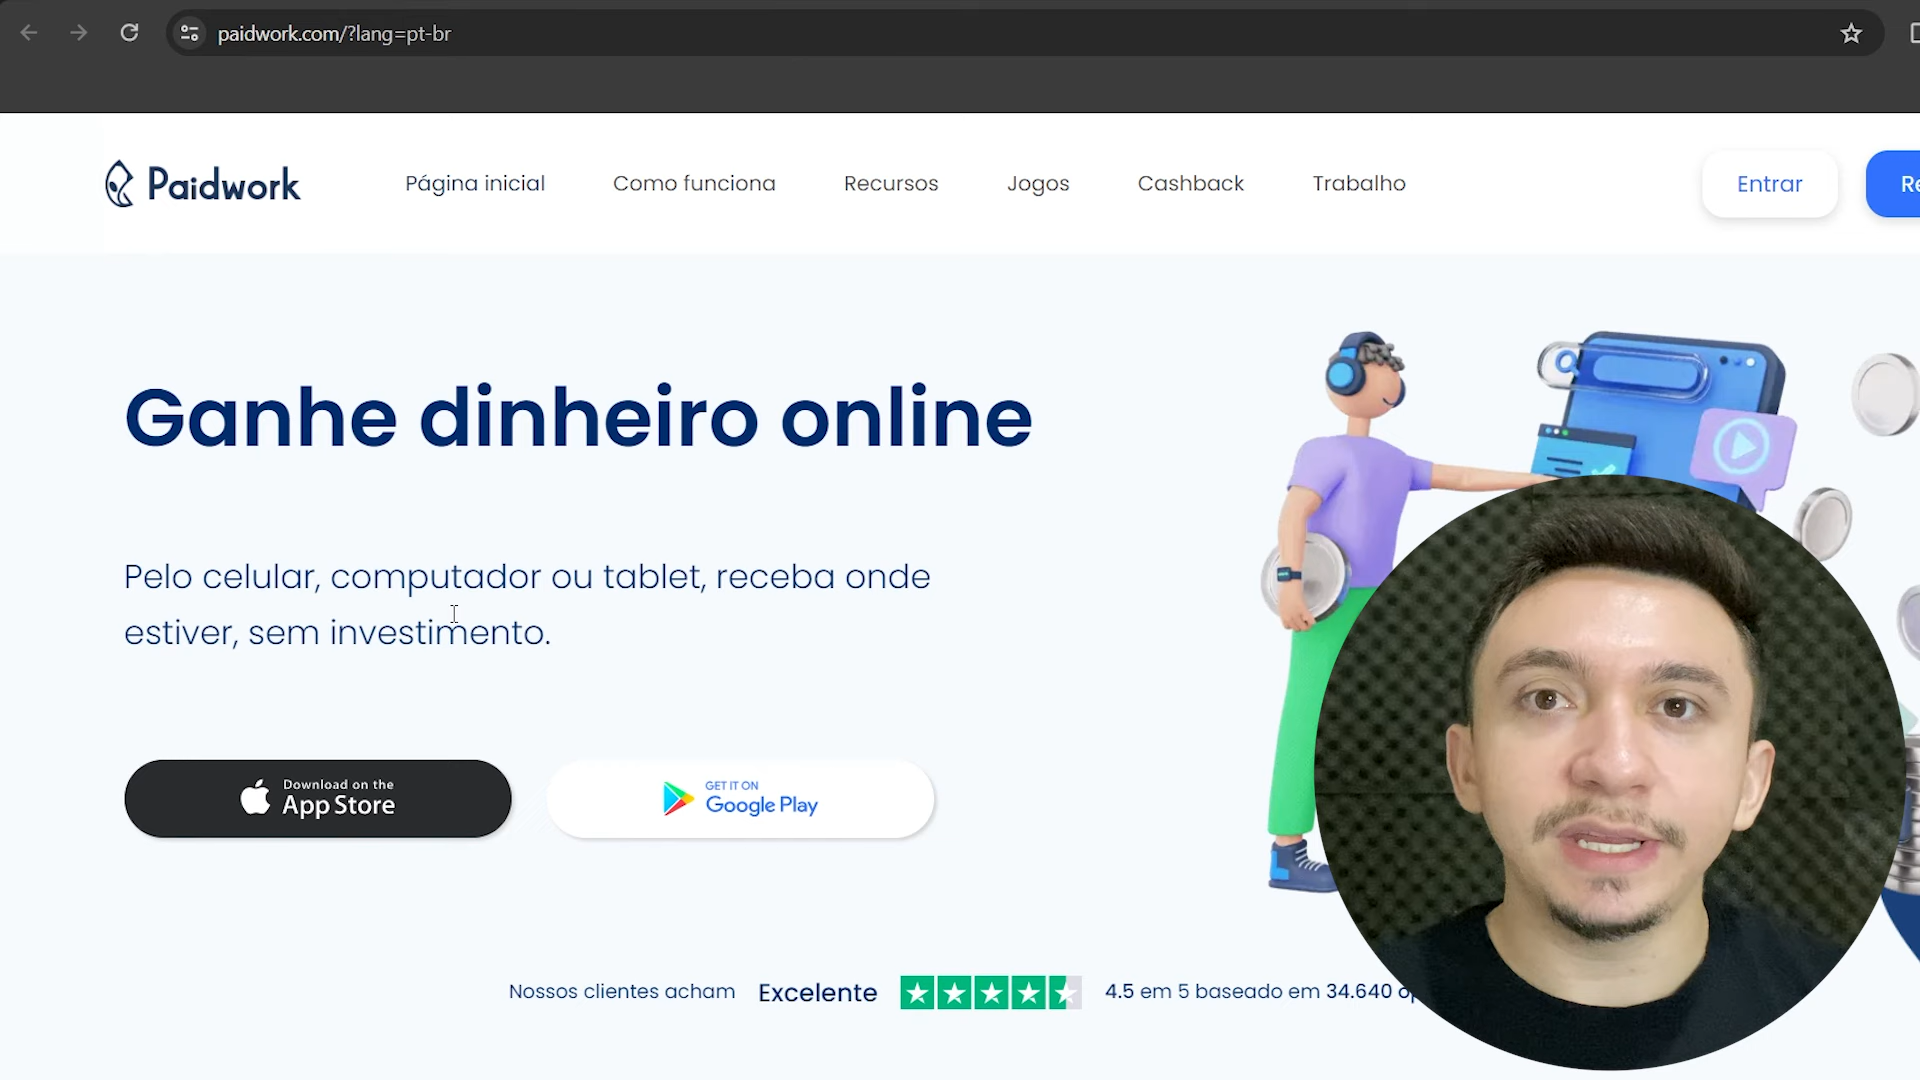 paidwork.com/?lang=pt-br
Paidwork
Página inicial
Como funciona
Recursos
Jogos
Cashback
Trabalho
Entrar
Ganhe dinheiro online
Pelo celular, computador ou tablet, receba onde
estiver, sem investimento.
Download on the
App Store
GET IT ON
Google Play
Nossos clientes acham
Excelente
4.5 em 5 baseado em 34.640